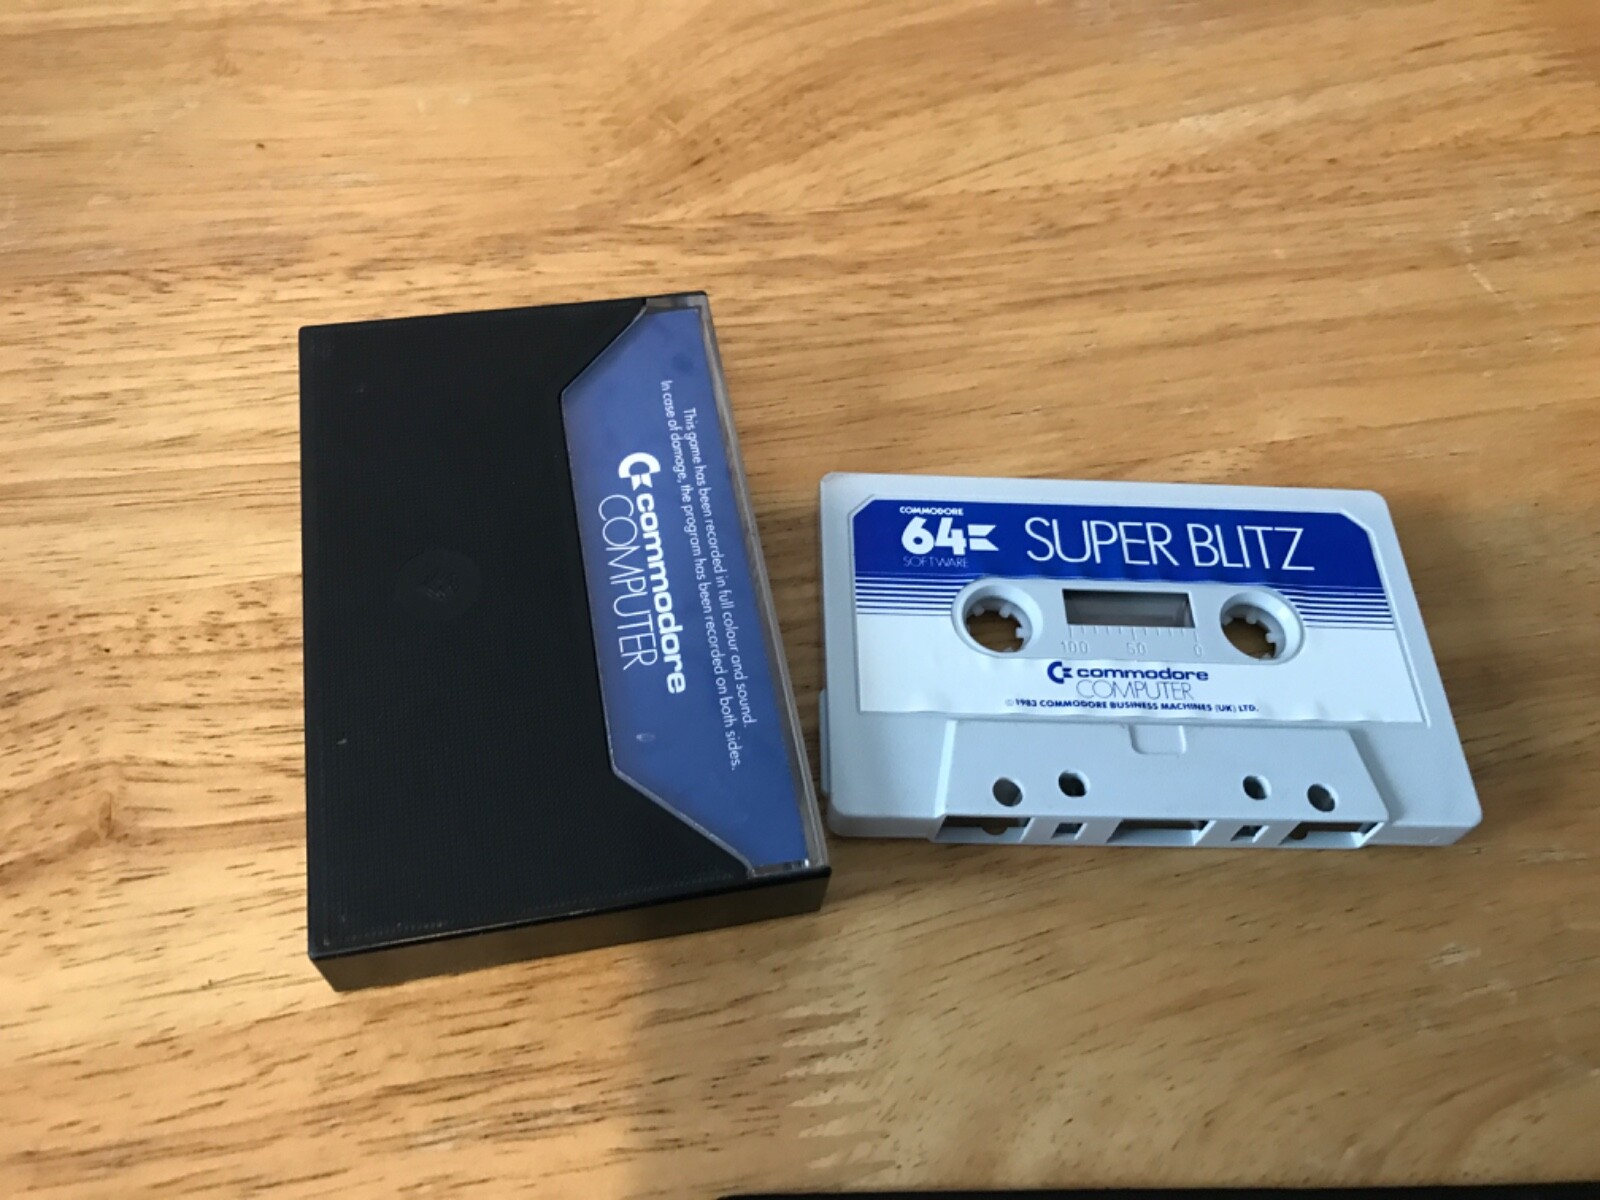 This game has been recorded in full colour and sound.
In case of damage, the program has been recorded on both sides.
commodore
COMPUTER
COMMODORE
64
SOFTWARE
SUPER BLITZ
100 50 0
commodore
COMPUTER
© 1983 COMMODORE BUSINESS MACHINES (UK) LTD.